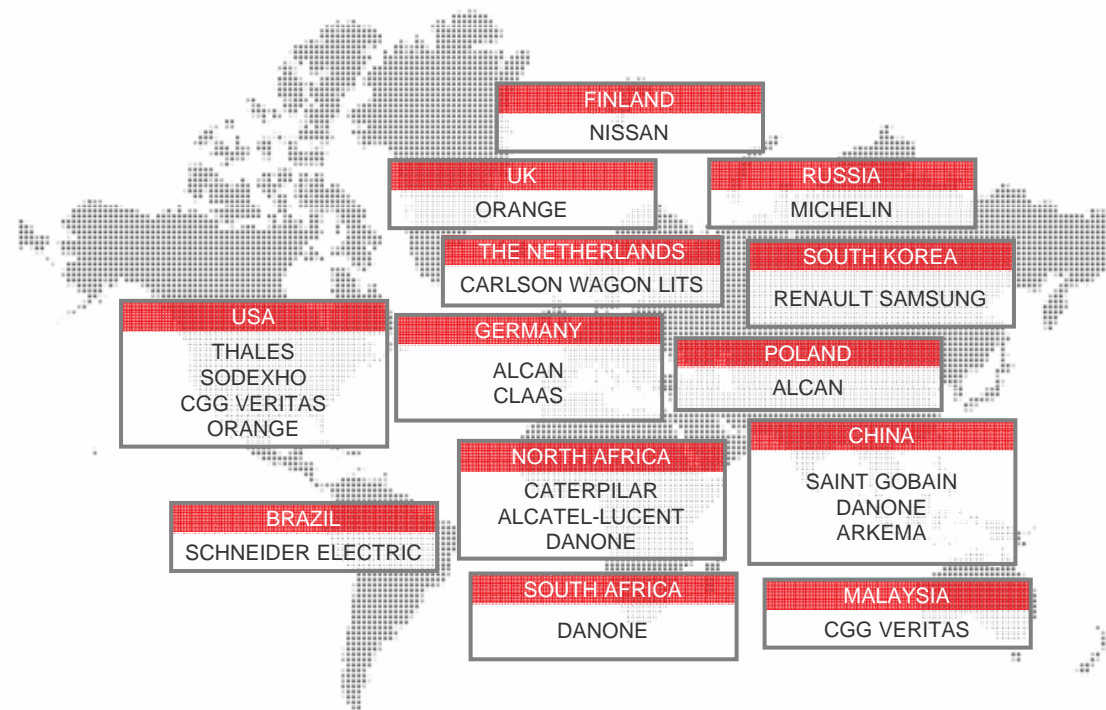 FINLAND
NISSAN
UK
ORANGE
RUSSIA
MICHELIN
THE NETHERLANDS
CARLSON WAGON LITS
SOUTH KOREA
RENAULT SAMSUNG
USA
THALES
SODEXHO
CGG VERITAS
ORANGE
GERMANY
ALCAN
CLAAS
POLAND
ALCAN
NORTH AFRICA
CATERPILAR
ALCATEL-LUCENT
DANONE
CHINA
SAINT GOBAIN
DANONE
ARKEMA
BRAZIL
SCHNEIDER ELECTRIC
SOUTH AFRICA
DANONE
MALAYSIA
CGG VERITAS